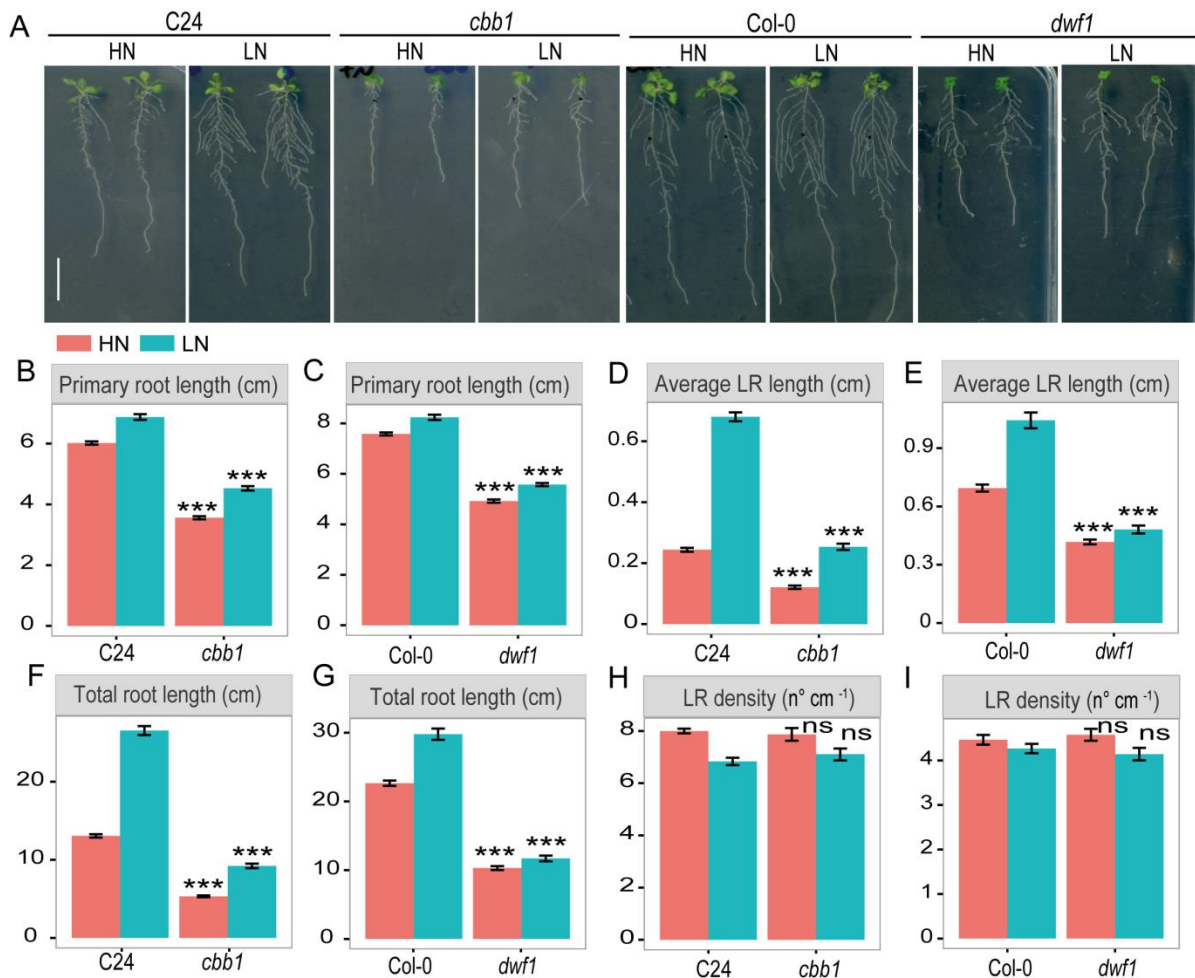 A
C24
cbb1
Col-0
dwf1
HN LN HN LN HN LN HN LN
HN LN
B Primary root length (cm)
6
4
2
0
*** ***
C24 cbb1
C Primary root length (cm)
8
6
4
2
0
*** ***
Col-0 dwf1
D Average LR length (cm)
0.6
0.4
0.2
0
*** ***
C24 cbb1
E Average LR length (cm)
0.9
0.6
0.3
0
*** ***
Col-0 dwf1
F Total root length (cm)
20
10
0
*** ***
C24 cbb1
G Total root length (cm)
30
20
10
0
*** ***
Col-0 dwf1
H LR density (n° cm -1)
8
6
4
2
0
ns ns
C24 cbb1
I LR density (n° cm -1)
4
2
0
ns ns
Col-0 dwf1